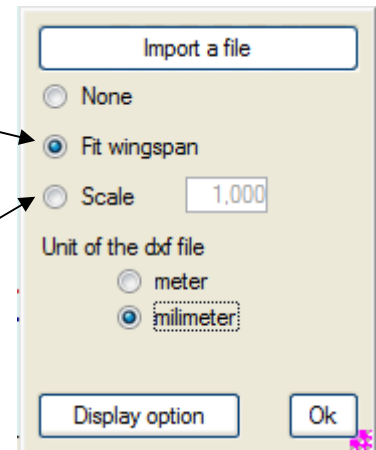 Import a file
None
Fit wingspan
Scale 1,000
Unit of the dxf file
meter
milimeter
Display option Ok